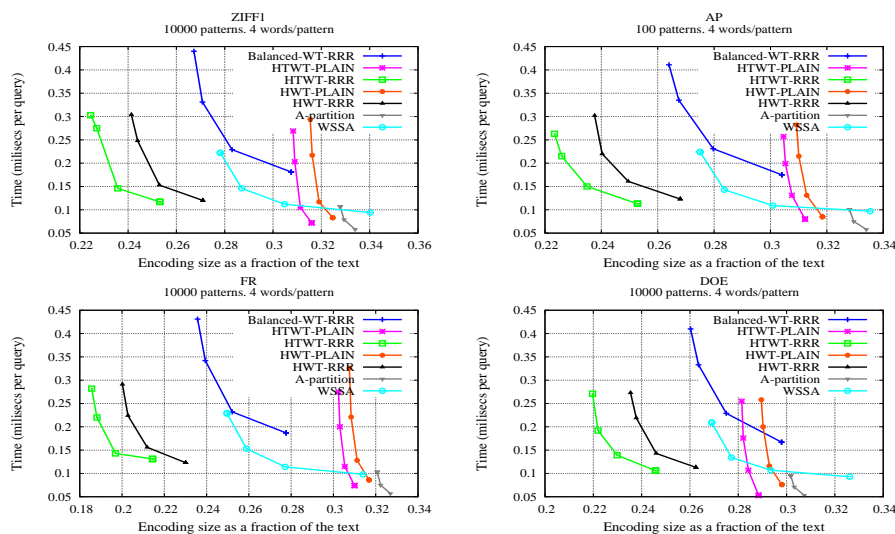 ZIFF1
10000 patterns. 4 words/pattern
Time (milisecs per query)
0.45
0.4
0.35
0.3
0.25
0.2
0.15
0.1
0.05
Balanced-WT-RRR
HTWT-PLAIN
HTWT-RRR
HWT-PLAIN
HWT-RRR
A-partition
WSSA
0.22 0.24 0.26 0.28 0.3 0.32 0.34 0.36
Encoding size as a fraction of the text
AP
100 patterns. 4 words/pattern
Time (milisecs per query)
0.45
0.4
0.35
0.3
0.25
0.2
0.15
0.1
0.05
Balanced-WT-RRR
HTWT-PLAIN
HTWT-RRR
HWT-PLAIN
HWT-RRR
A-partition
WSSA
0.22 0.24 0.26 0.28 0.3 0.32 0.34
Encoding size as a fraction of the text
FR
10000 patterns. 4 words/pattern
Time (milisecs per query)
0.45
0.4
0.35
0.3
0.25
0.2
0.15
0.1
0.05
Balanced-WT-RRR
HTWT-PLAIN
HTWT-RRR
HWT-PLAIN
HWT-RRR
A-partition
WSSA
0.18 0.2 0.22 0.24 0.26 0.28 0.3 0.32 0.34
Encoding size as a fraction of the text
DOE
10000 patterns. 4 words/pattern
Time (milisecs per query)
0.45
0.4
0.35
0.3
0.25
0.2
0.15
0.1
0.05
Balanced-WT-RRR
HTWT-PLAIN
HTWT-RRR
HWT-PLAIN
HWT-RRR
A-partition
WSSA
0.2 0.22 0.24 0.26 0.28 0.3 0.32 0.34
Encoding size as a fraction of the text